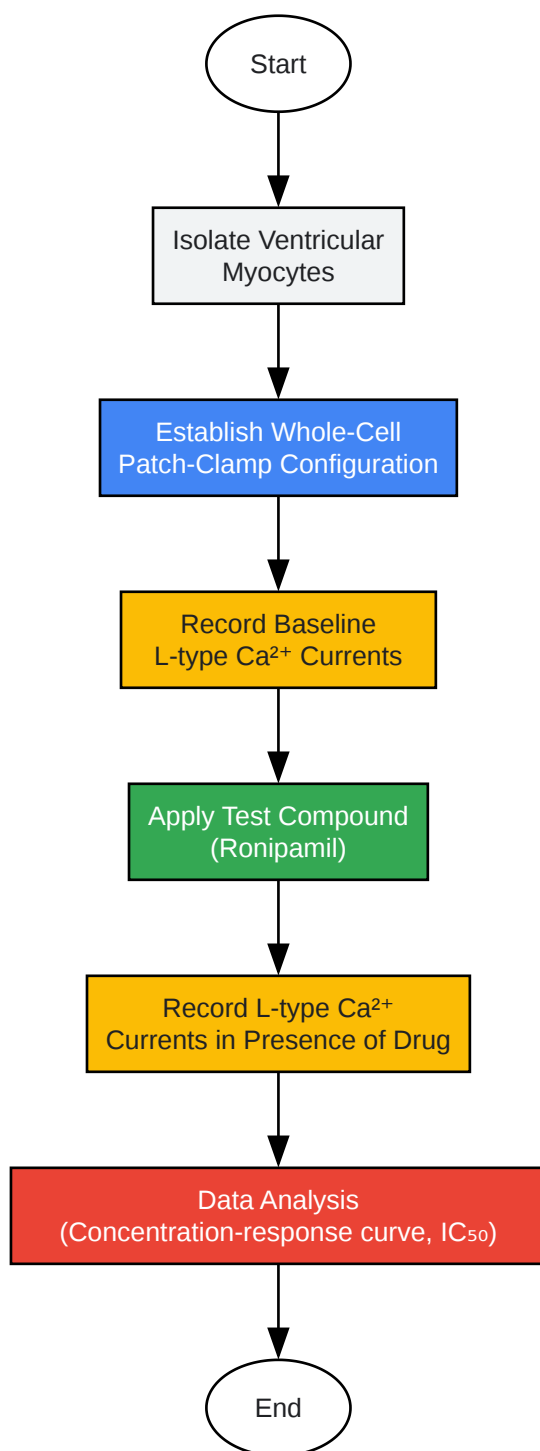 Start
Isolate Ventricular
Myocytes
Establish Whole-Cell
Patch-Clamp Configuration
Record Baseline
L-type Ca²⁺ Currents
Apply Test Compound
(Ronipamil)
Record L-type Ca²⁺
Currents in Presence of Drug
Data Analysis
(Concentration-response curve, IC₅₀)
End